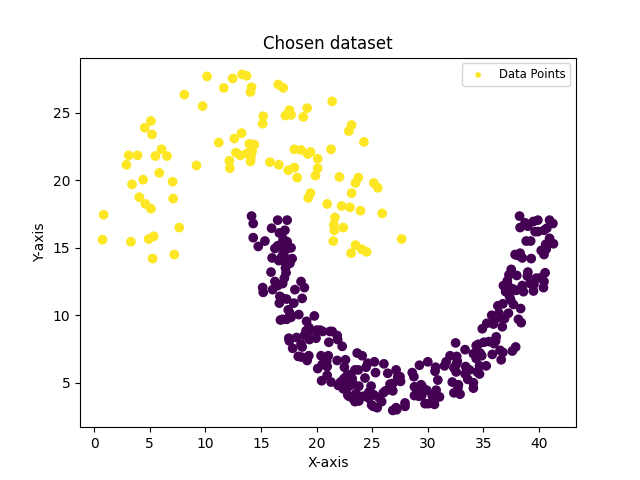 Chosen dataset
Data Points
Y-axis
25
20
15
10
5
0 5 10 15 20 25 30 35 40
X-axis